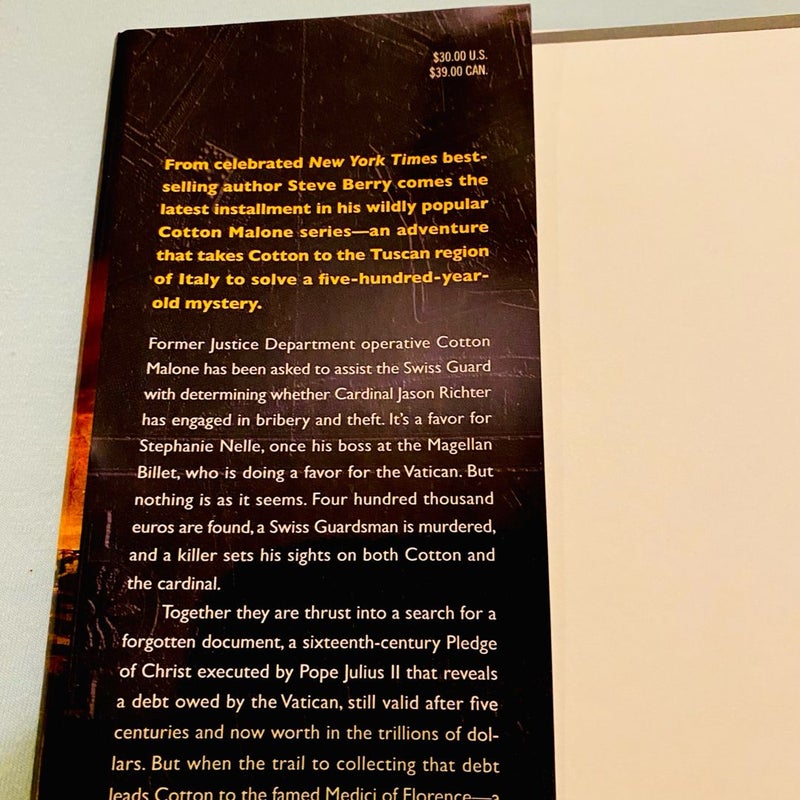 $30.00 U.S.
$39.00 CAN.
From celebrated New York Times best-
selling author Steve Berry comes the
latest installment in his wildly popular
Cotton Malone series—an adventure
that takes Cotton to the Tuscan region
of Italy to solve a five-hundred-year-
old mystery.
Former Justice Department operative Cotton
Malone has been asked to assist the Swiss Guard
with determining whether Cardinal Jason Richter
has engaged in bribery and theft. It's a favor for
Stephanie Nelle, once his boss at the Magellan
Billet, who is doing a favor for the Vatican. But
nothing is as it seems. Four hundred thousand
euros are found, a Swiss Guardsman is murdered,
and a killer sets his sights on both Cotton and
the cardinal.
Together they are thrust into a search for a
forgotten document, a sixteenth-century Pledge
of Christ executed by Pope Julius II that reveals
a debt owed by the Vatican, still valid after five
centuries and now worth in the trillions of dol-
lars. But when the trail to collecting that debt
leads Cotton to the famed Medici of Florence—a